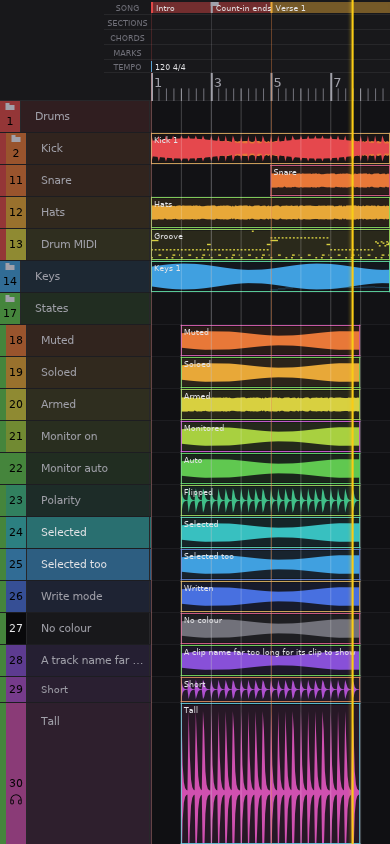 SONG Intro Count-in ends Verse 1
SECTIONS
CHORDS
MARKS
TEMPO 120 4/4
1 3 5 7
1 Drums
2 Kick Kick 1
11 Snare Snare
12 Hats Hats
13 Drum MIDI Groove
14 Keys Keys 1
17 States
18 Muted Muted
19 Soloed Soloed
20 Armed Armed
21 Monitor on Monitored
22 Monitor auto Auto
23 Polarity Flipped
24 Selected Selected
25 Selected too Selected too
26 Write mode Written
27 No colour No colour
28 A track name far ... A clip name far too long for its clip to show
29 Short Short
Tall Tall
30